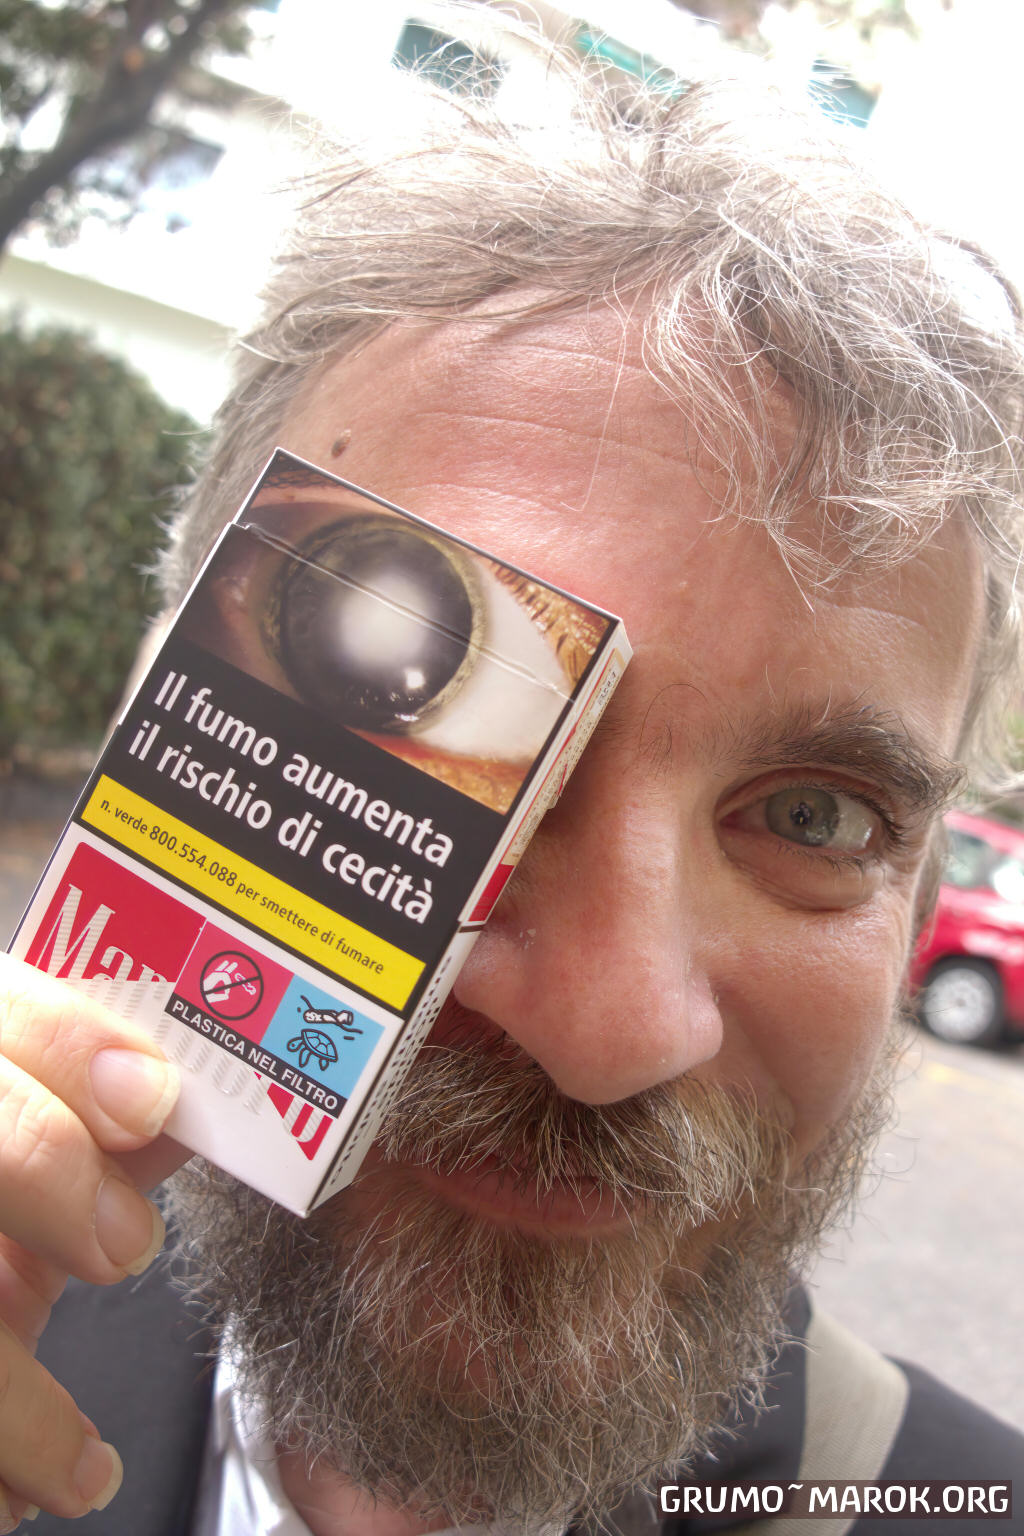 Il fumo aumenta
il rischio di cecità
n. verde 800.554.088 per smettere di fumare
Marlboro
PLASTICA NEL FILTRO
GRUMO~MAROK.ORG